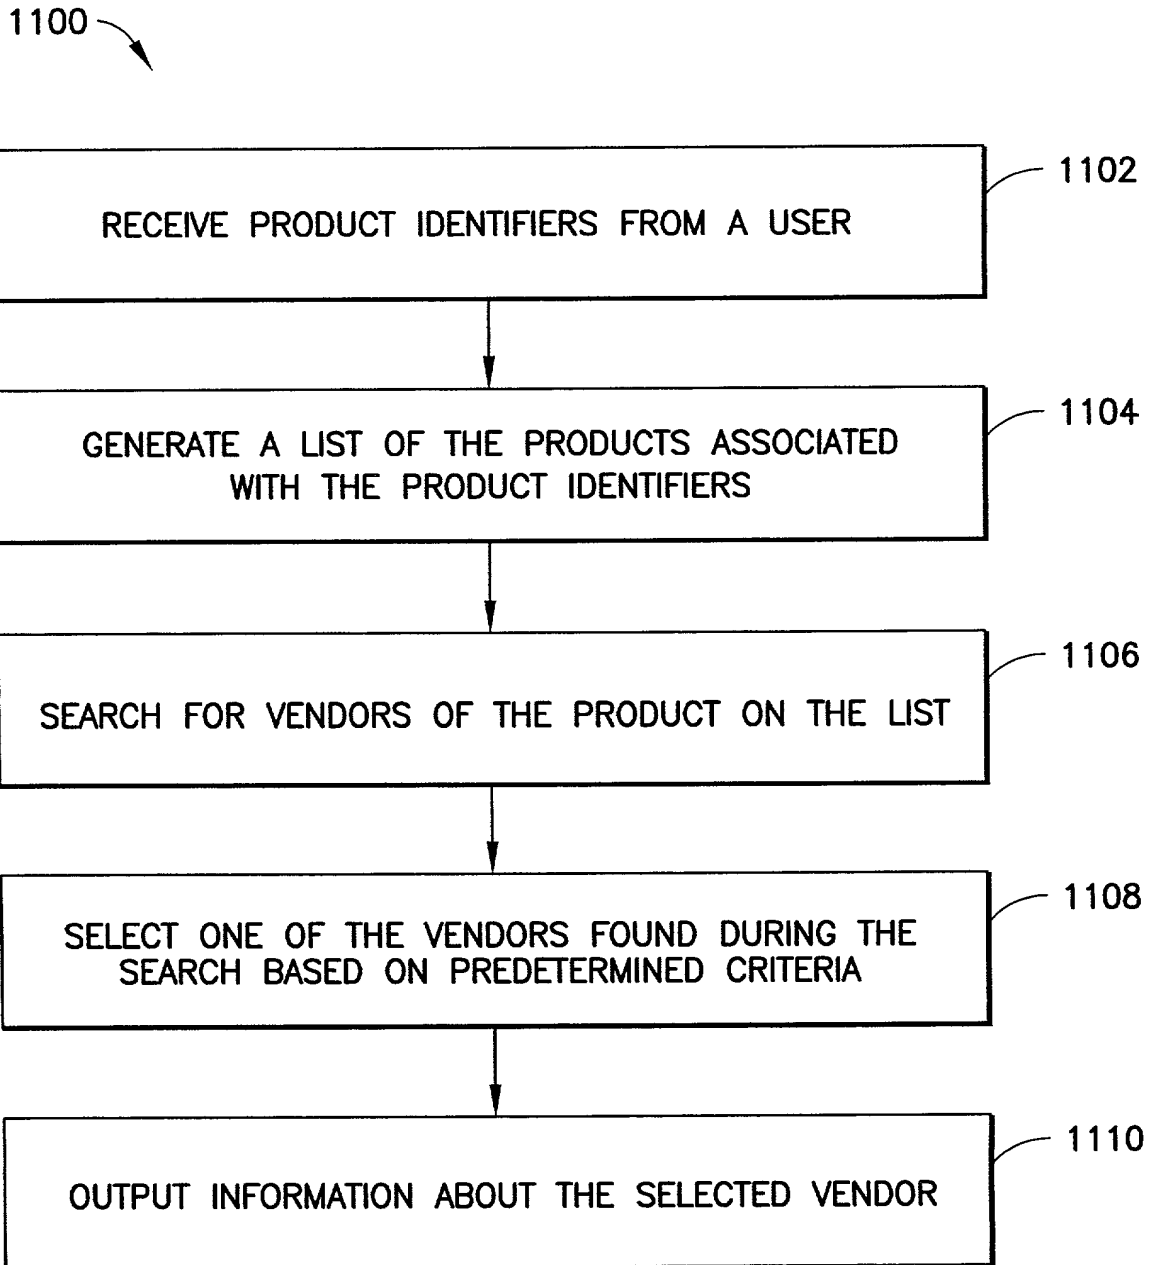 1100
1102
RECEIVE PRODUCT IDENTIFIERS FROM A USER
1104
GENERATE A LIST OF THE PRODUCTS ASSOCIATED
WITH THE PRODUCT IDENTIFIERS
1106
SEARCH FOR VENDORS OF THE PRODUCT ON THE LIST
1108
SELECT ONE OF THE VENDORS FOUND DURING THE
SEARCH BASED ON PREDETERMINED CRITERIA
1110
OUTPUT INFORMATION ABOUT THE SELECTED VENDOR